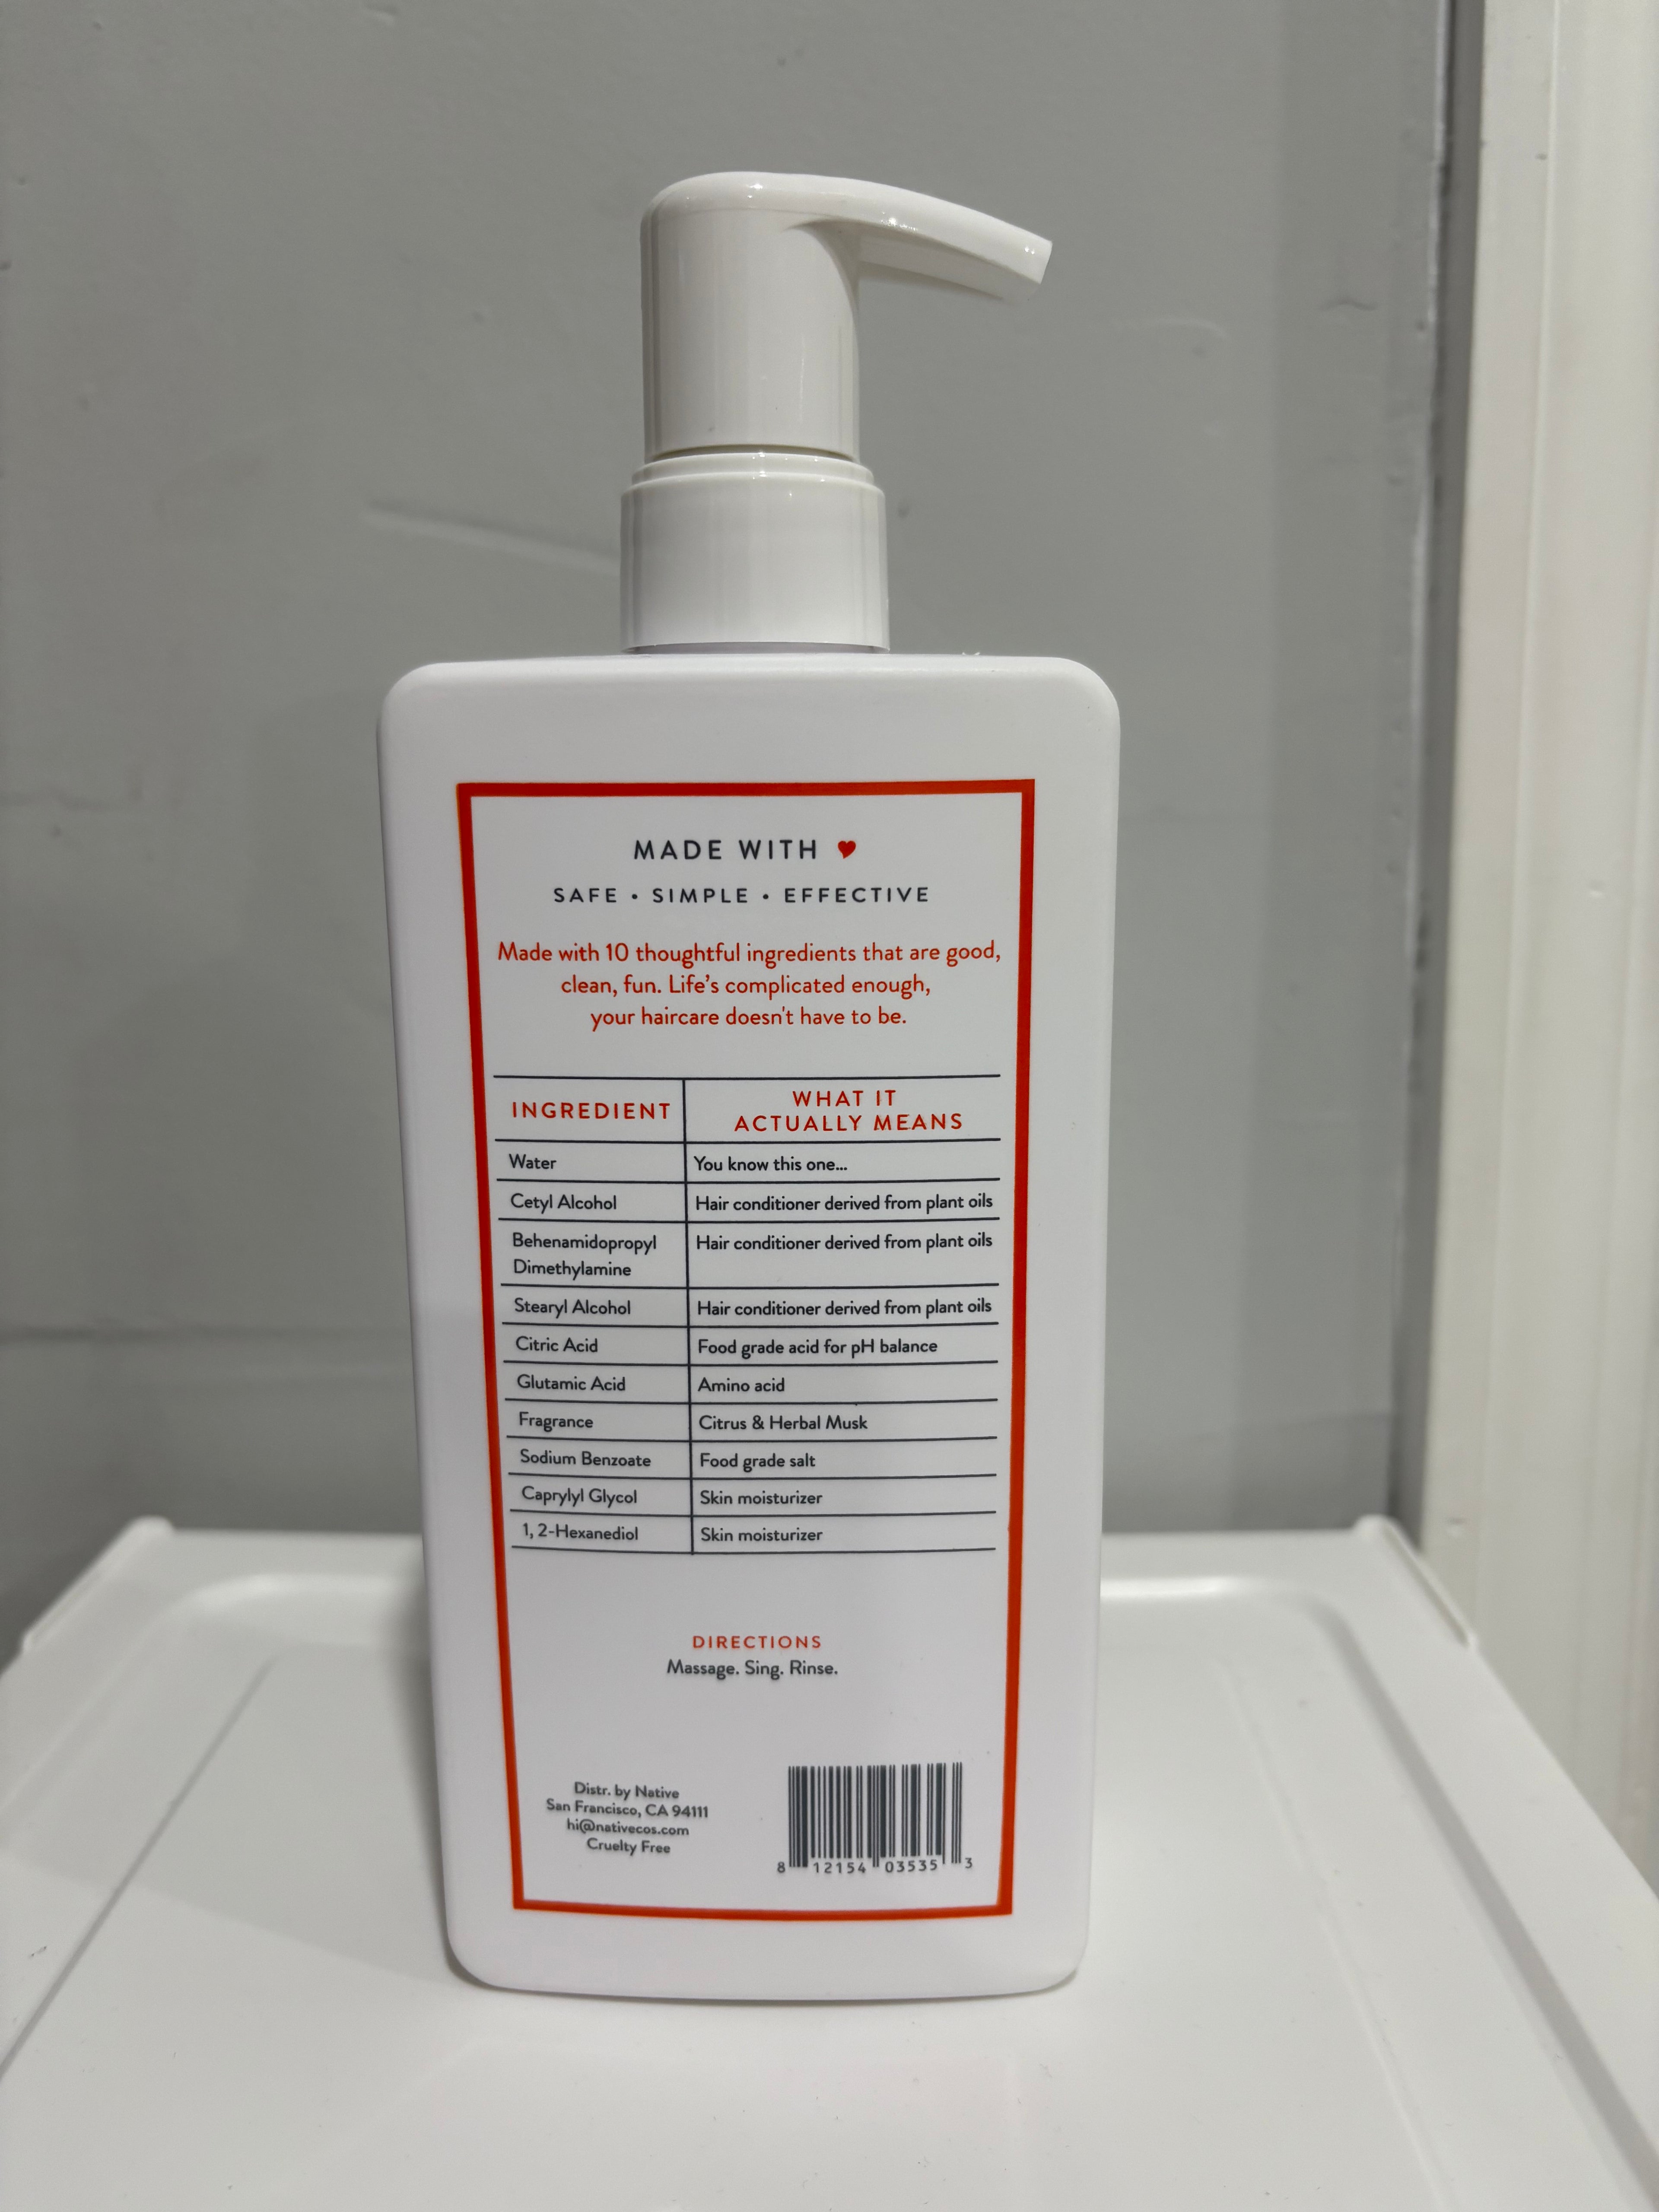 MADE WITH ♥
SAFE • SIMPLE • EFFECTIVE
Made with 10 thoughtful ingredients that are good,
clean, fun. Life's complicated enough,
your haircare doesn't have to be.
INGREDIENT
WHAT IT
ACTUALLY MEANS
Water
You know this one...
Cetyl Alcohol
Hair conditioner derived from plant oils
Behenamidopropyl
Dimethylamine
Hair conditioner derived from plant oils
Stearyl Alcohol
Hair conditioner derived from plant oils
Citric Acid
Food grade acid for pH balance
Glutamic Acid
Amino acid
Fragrance
Citrus & Herbal Musk
Sodium Benzoate
Food grade salt
Caprylyl Glycol
Skin moisturizer
1, 2-Hexanediol
Skin moisturizer
DIRECTIONS
Massage. Sing. Rinse.
Distr. by Native
San Francisco, CA 94111
hi@nativecos.com
Cruelty Free
8 12154 03535 3